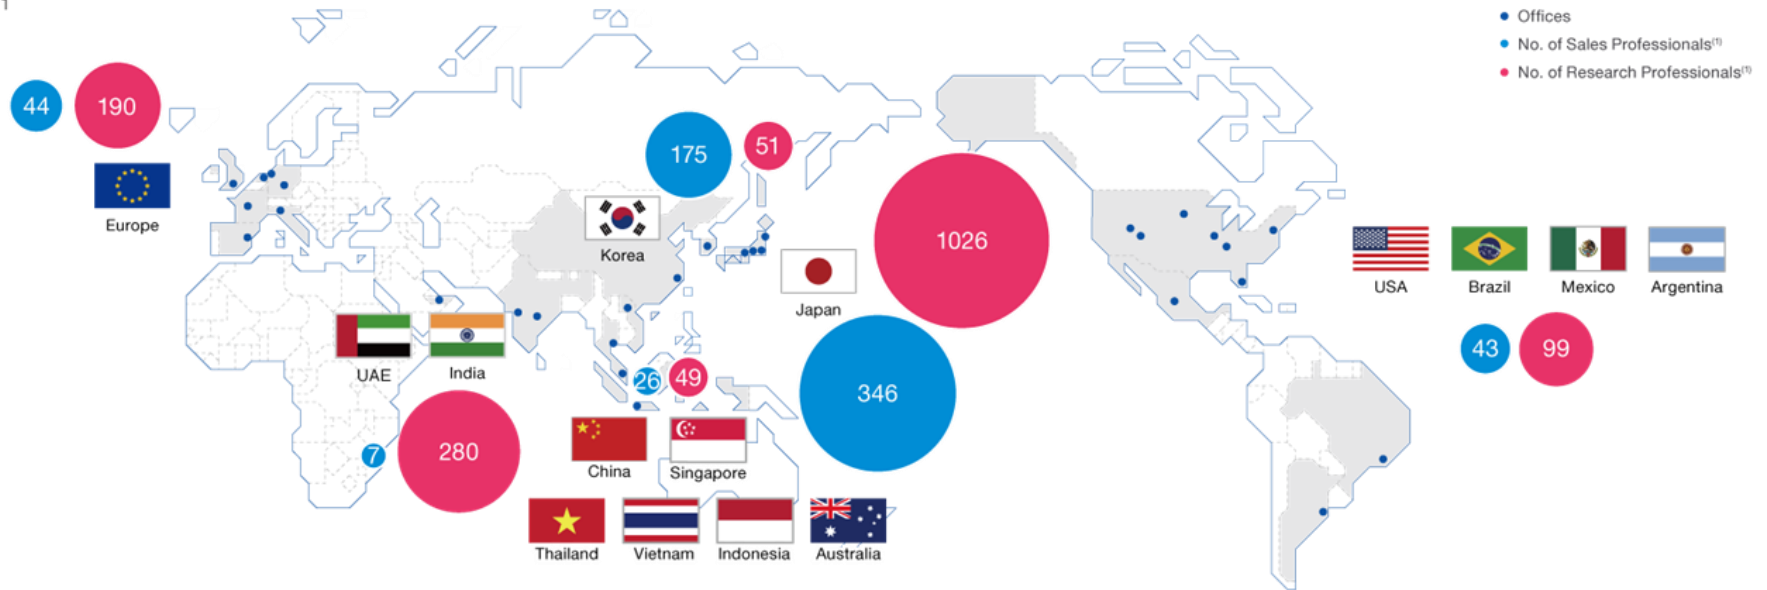 1
Offices
No. of Sales Professionals(1)
No. of Research Professionals(1)
44
190
Europe
175
51
Korea
1026
Japan
346
USA
Brazil
Mexico
Argentina
43
99
UAE
India
7
280
26
49
China
Singapore
Thailand
Vietnam
Indonesia
Australia